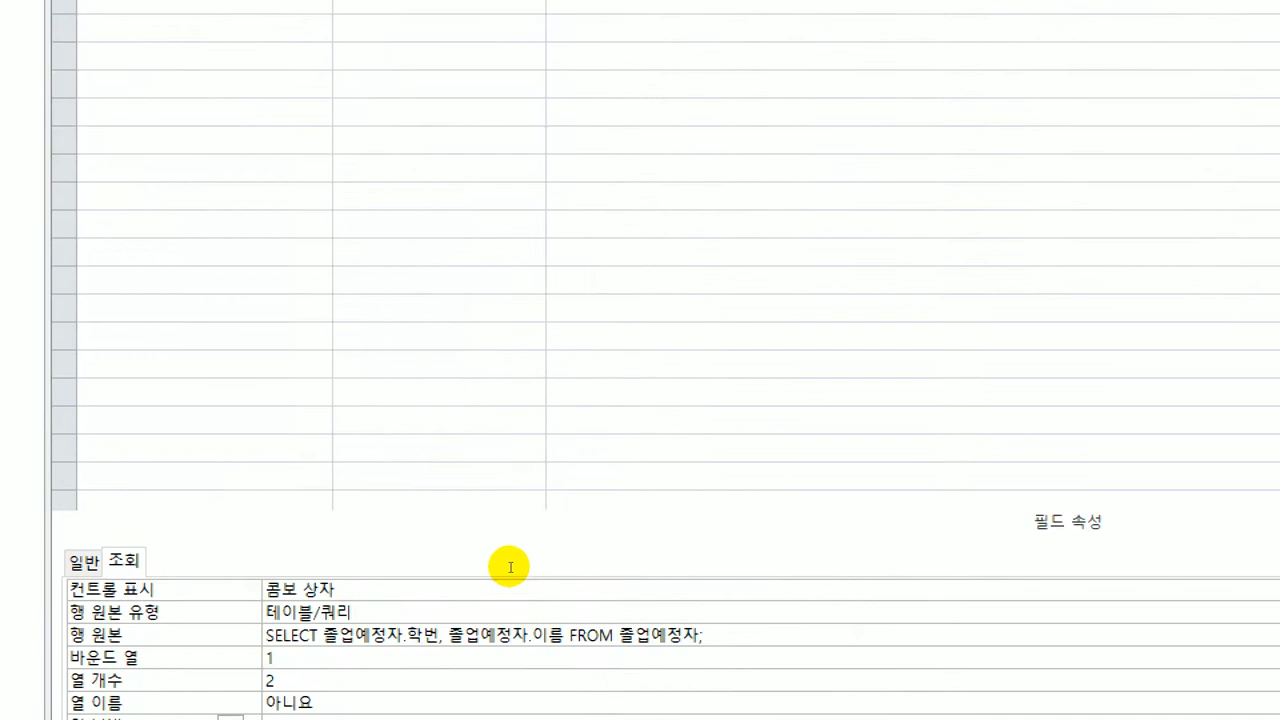 필드 속성
일반 조회
컨트롤 표시 콤보 상자
행 원본 유형 테이블/쿼리
행 원본 SELECT 졸업예정자.학번, 졸업예정자.이름 FROM 졸업예정자;
바운드 열 1
열 개수 2
열 이름 아니요